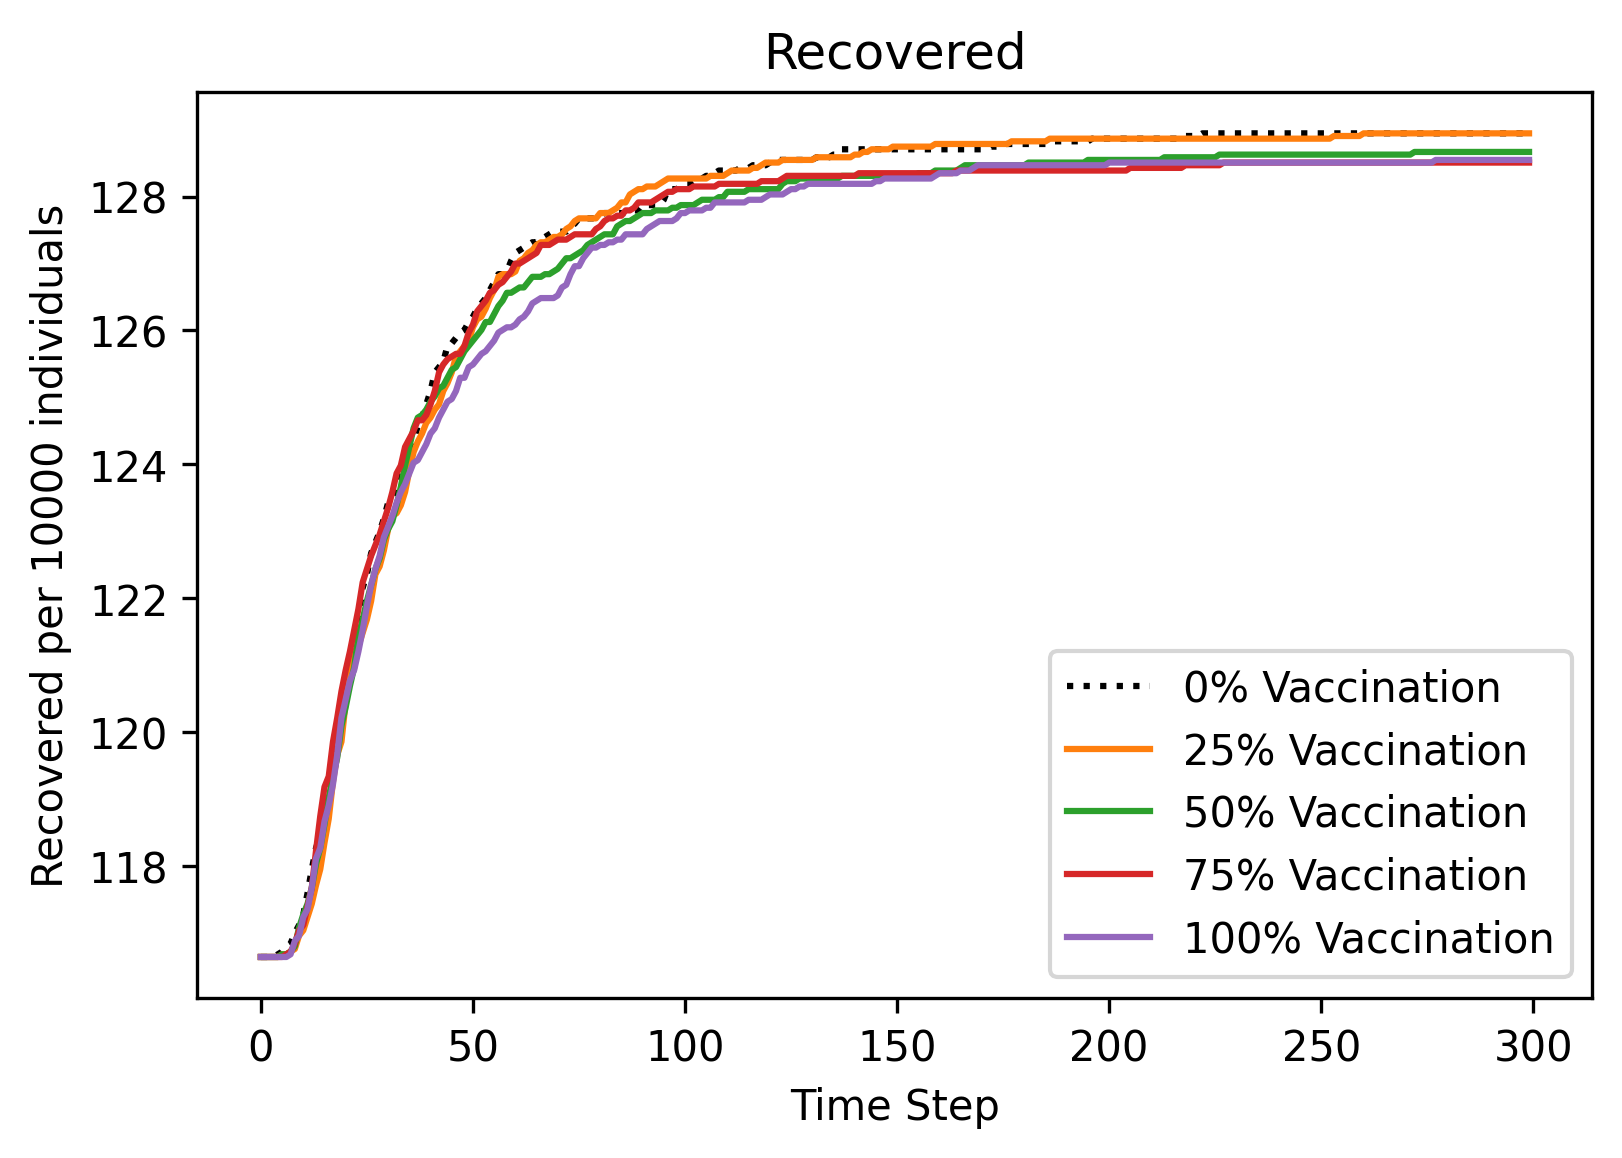 Recovered
Recovered per 10000 individuals
128
126
124
122
120
118
0% Vaccination
25% Vaccination
50% Vaccination
75% Vaccination
100% Vaccination
0 50 100 150 200 250 300
Time Step